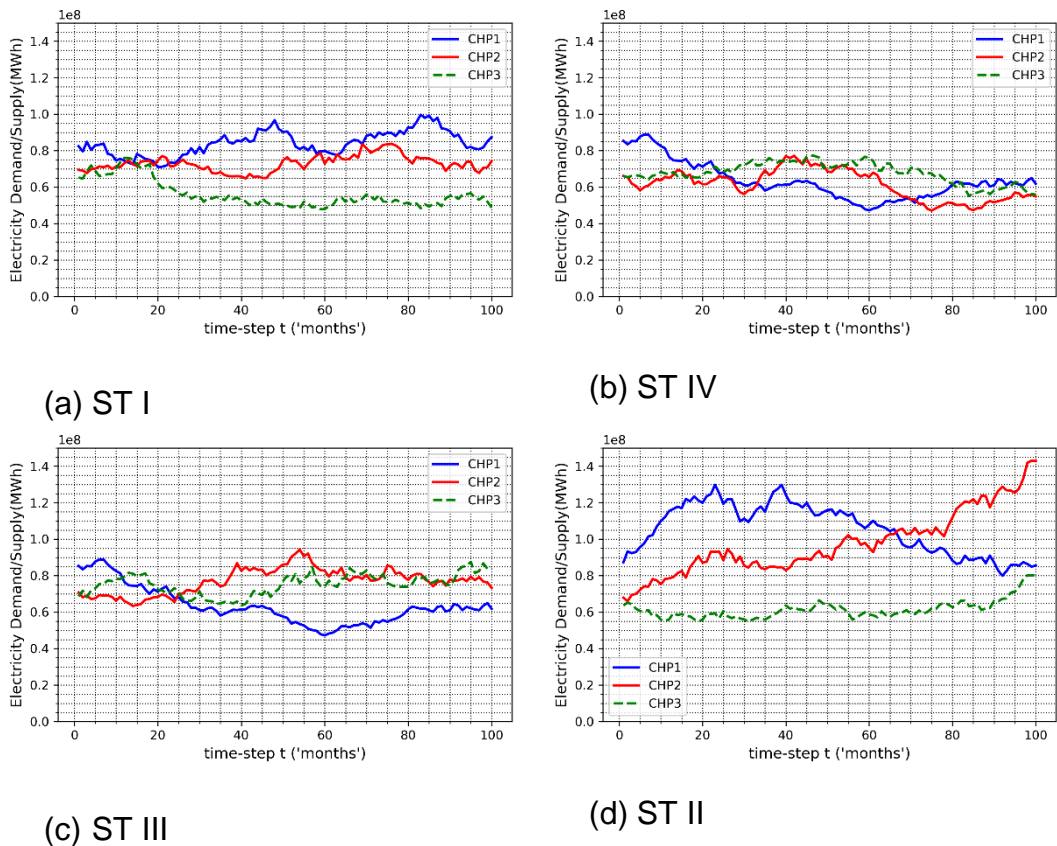 1e8
Electricity Demand/Supply(MWh)
1.4
1.2
1.0
0.8
0.6
0.4
0.2
0.0
CHP1
CHP2
CHP3
0 20 40 60 80 100
time-step t ('months')
(a) ST I
1e8
Electricity Demand/Supply(MWh)
1.4
1.2
1.0
0.8
0.6
0.4
0.2
0.0
CHP1
CHP2
CHP3
0 20 40 60 80 100
time-step t ('months')
(b) ST IV
1e8
Electricity Demand/Supply(MWh)
1.4
1.2
1.0
0.8
0.6
0.4
0.2
0.0
CHP1
CHP2
CHP3
0 20 40 60 80 100
time-step t ('months')
(c) ST III
1e8
Electricity Demand/Supply(MWh)
1.4
1.2
1.0
0.8
0.6
0.4
0.2
0.0
CHP1
CHP2
CHP3
0 20 40 60 80 100
time-step t ('months')
(d) ST II